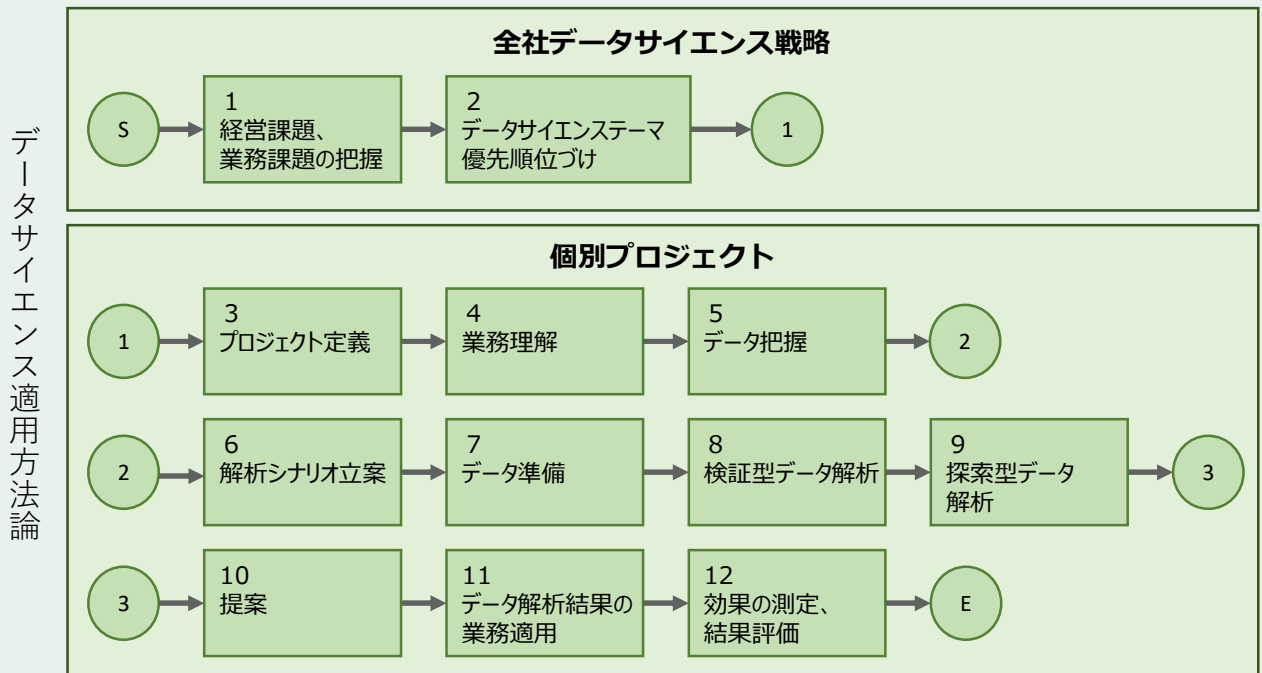 データサイエンス適用方法論
全社データサイエンス戦略
S
1
経営課題、
業務課題の把握
2
データサイエンステーマ
優先順位づけ
1
個別プロジェクト
1
3
プロジェクト定義
4
業務理解
5
データ把握
2
2
6
解析シナリオ立案
7
データ準備
8
検証型データ解析
9
探索型データ
解析
3
3
10
提案
11
データ解析結果の
業務適用
12
効果の測定、
結果評価
E